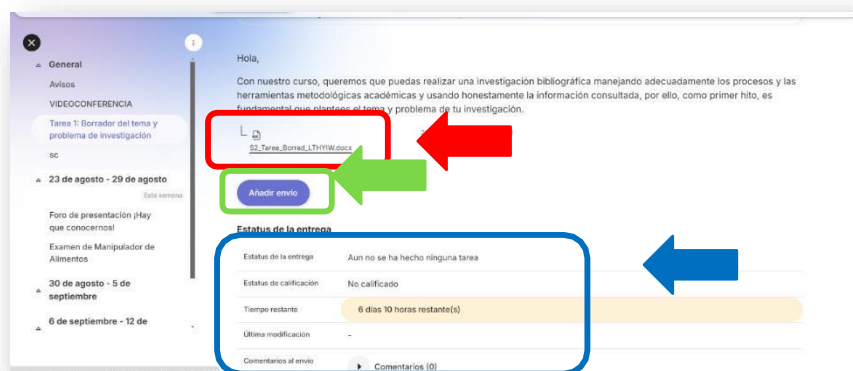 General
Avisos
VIDEOCONFERENCIA
Tarea 1: Borrador del tema y
problema de investigación
sc
23 de agosto - 29 de agosto
Esta semana
Foro de presentación ¡Hay
que conocernos!
Examen de Manipulador de
Alimentos
30 de agosto - 5 de
septiembre
6 de septiembre - 12 de
Hola,
Con nuestro curso, queremos que puedas realizar una investigación bibliográfica manejando adecuadamente los procesos y las
herramientas metodológicas académicas y usando honestamente la información consultada, por ello, como primer hito, es
fundamental que plantees el tema y problema de tu investigación.
S2_Tarea_Borrad_LTHYIW.docx
Añadir envío
Estatus de la entrega
Estatus de la entrega Aun no se ha hecho ninguna tarea
Estatus de calificación No calificado
Tiempo restante 6 días 10 horas restante(s)
Última modificación -
Comentarios al envío Comentarios (0)